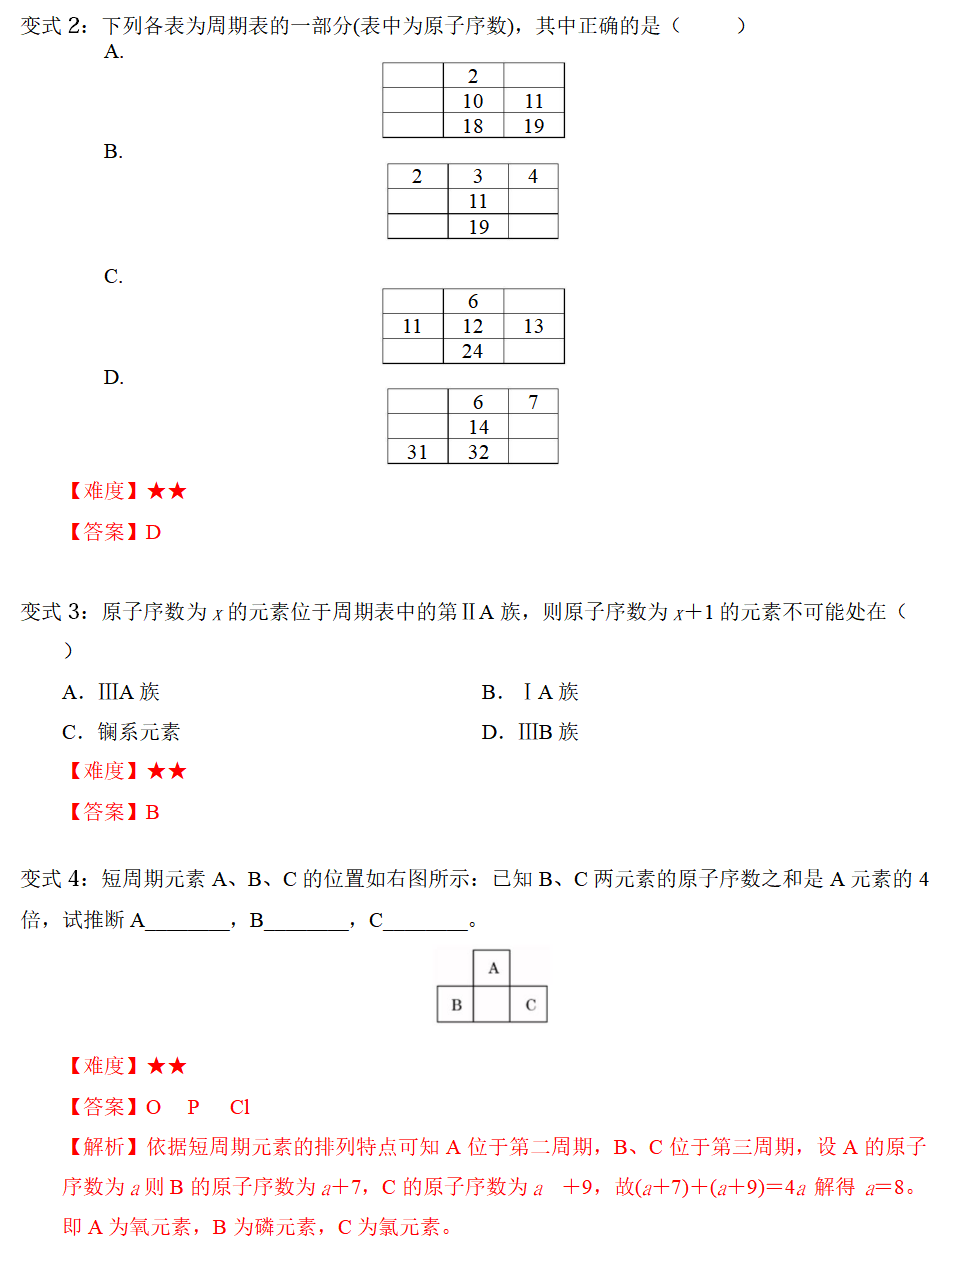 变式 2：下列各表为周期表的一部分(表中为原子序数)，其中正确的是（　　）
A.
2
10 11
18 19
B.
2 3 4
11
19
C.
6
11 12 13
24
D.
6 7
14
31 32
【难度】★★
【答案】D
变式 3：原子序数为 x 的元素位于周期表中的第ⅡA 族，则原子序数为 x＋1 的元素不可能处在（
）
A．ⅢA 族 B．ⅠA 族
C．镧系元素 D．ⅢB 族
【难度】★★
【答案】B
变式 4：短周期元素 A、B、C 的位置如右图所示：已知 B、C 两元素的原子序数之和是 A 元素的 4
倍，试推断 A________，B________，C________。
A
B C
【难度】★★
【答案】O P Cl
【解析】依据短周期元素的排列特点可知 A 位于第二周期，B、C 位于第三周期，设 A 的原子
序数为 a 则 B 的原子序数为 a＋7，C 的原子序数为 a ＋9，故(a＋7)＋(a＋9)＝4a 解得 a＝8。
即 A 为氧元素，B 为磷元素，C 为氯元素。